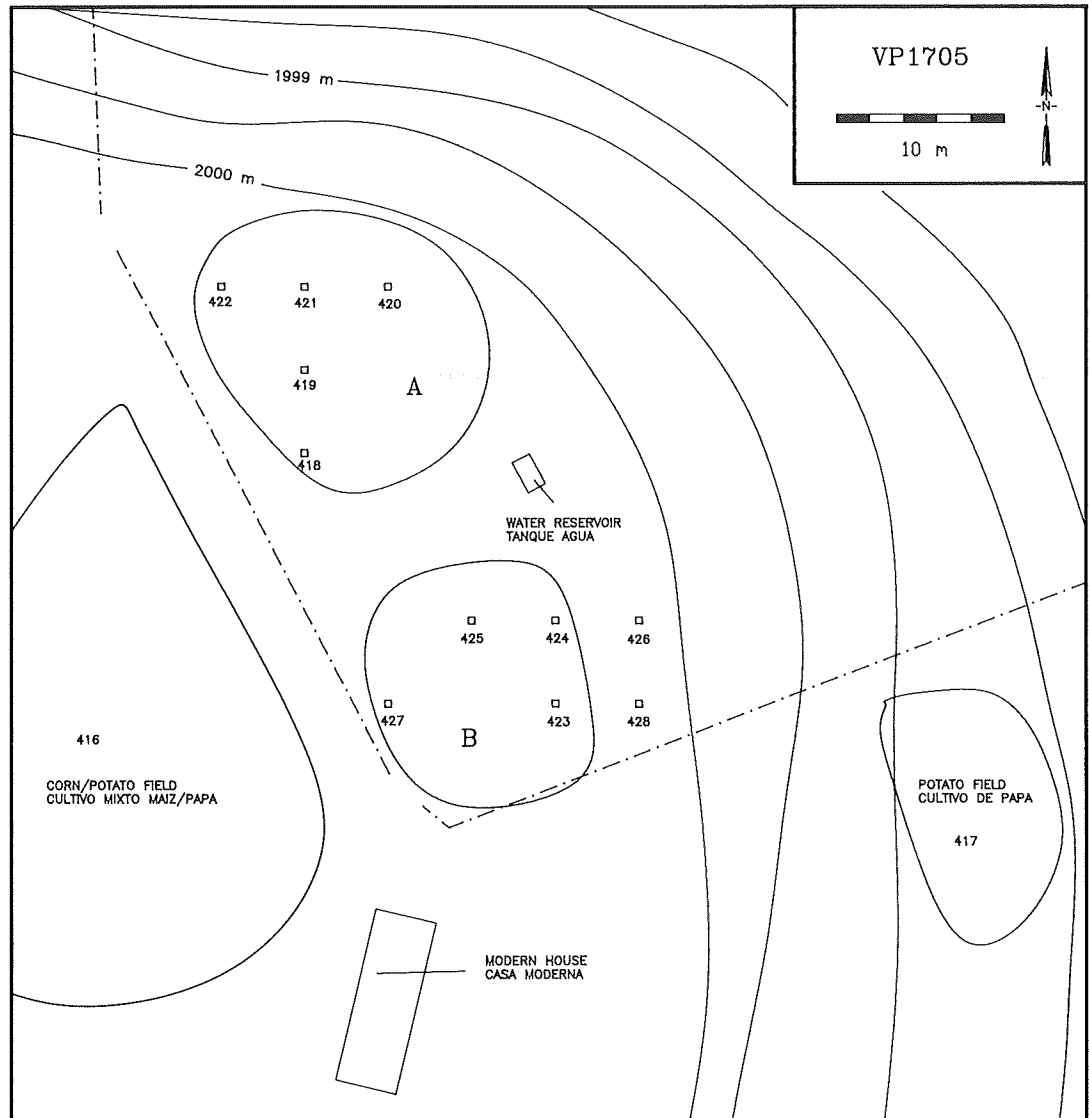 VP1705
-N-
10 m
1999 m
2000 m
422
421
420
419
A
418
WATER RESERVOIR
TANQUE AGUA
425
424
426
427
423
428
B
416
CORN/POTATO FIELD
CULTIVO MIXTO MAIZ/PAPA
POTATO FIELD
CULTIVO DE PAPA
417
MODERN HOUSE
CASA MODERNA